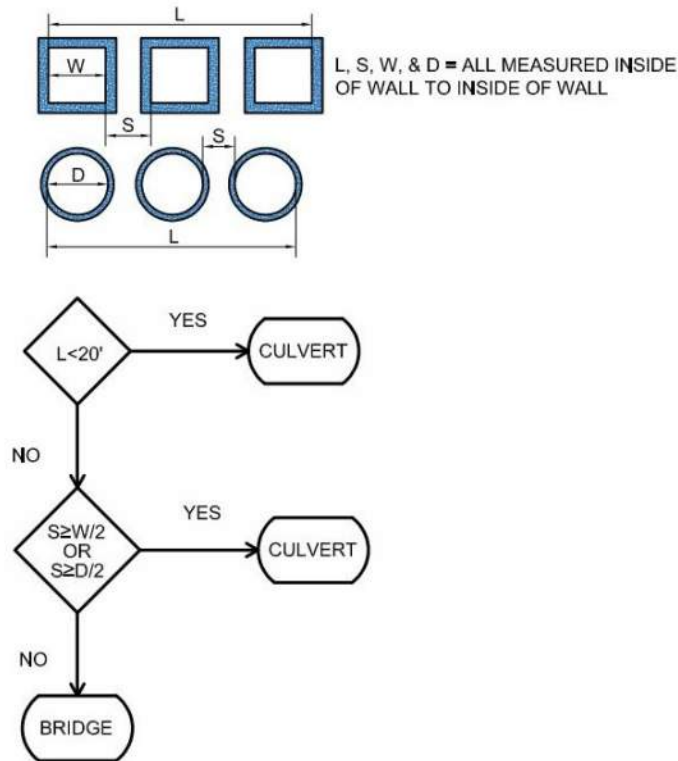 L
W
L, S, W, & D = ALL MEASURED INSIDE
OF WALL TO INSIDE OF WALL
S
S
D
L
YES
L<20'
CULVERT
NO
YES
S≥W/2
OR
S≥D/2
CULVERT
NO
BRIDGE